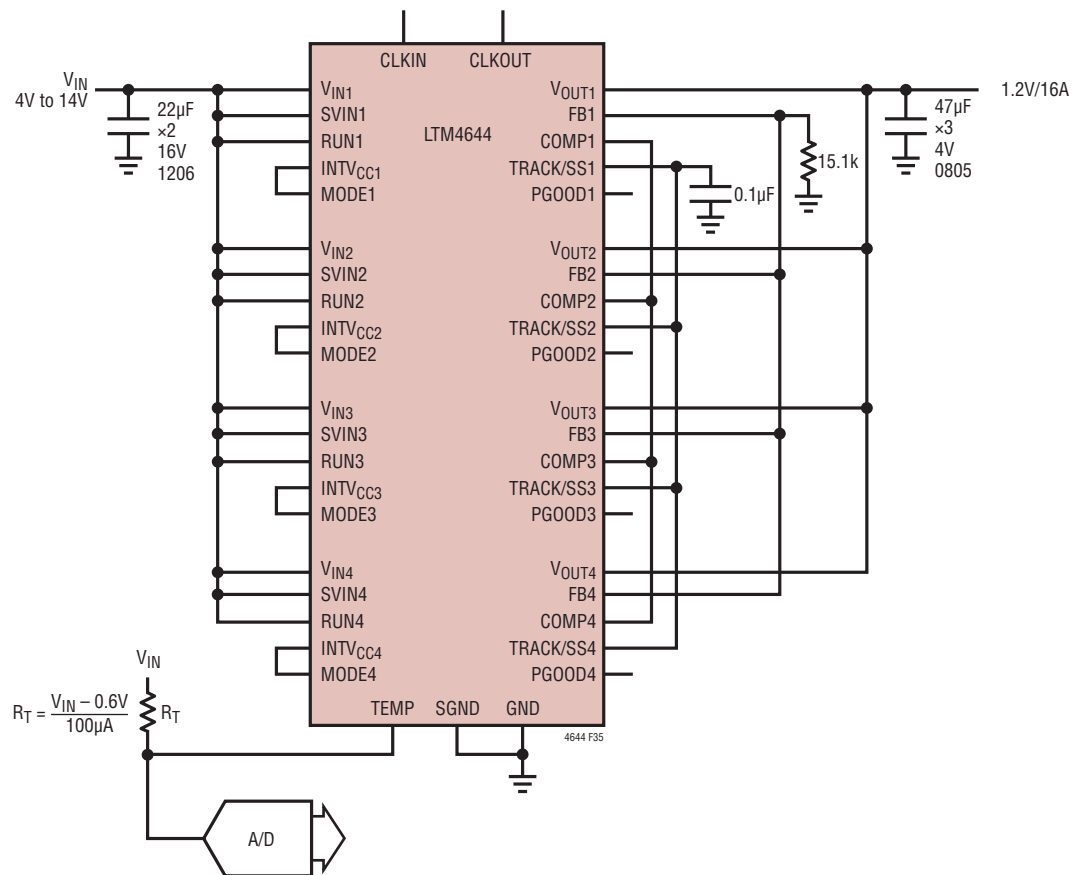 CLKIN
CLKOUT
VIN
4V to 14V
22µF
×2
16V
1206
LTM4644
VIN1
SVIN1
RUN1
INTVCC1
MODE1
VIN2
SVIN2
RUN2
INTVCC2
MODE2
VIN3
SVIN3
RUN3
INTVCC3
MODE3
VIN4
SVIN4
RUN4
INTVCC4
MODE4
VOUT1
FB1
COMP1
TRACK/SS1
PGOOD1
VOUT2
FB2
COMP2
TRACK/SS2
PGOOD2
VOUT3
FB3
COMP3
TRACK/SS3
PGOOD3
VOUT4
FB4
COMP4
TRACK/SS4
PGOOD4
0.1µF
15.1k
1.2V/16A
47µF
×3
4V
0805
TEMP
SGND
GND
4644 F35
VIN
RT = VIN – 0.6V
100µA
RT
A/D